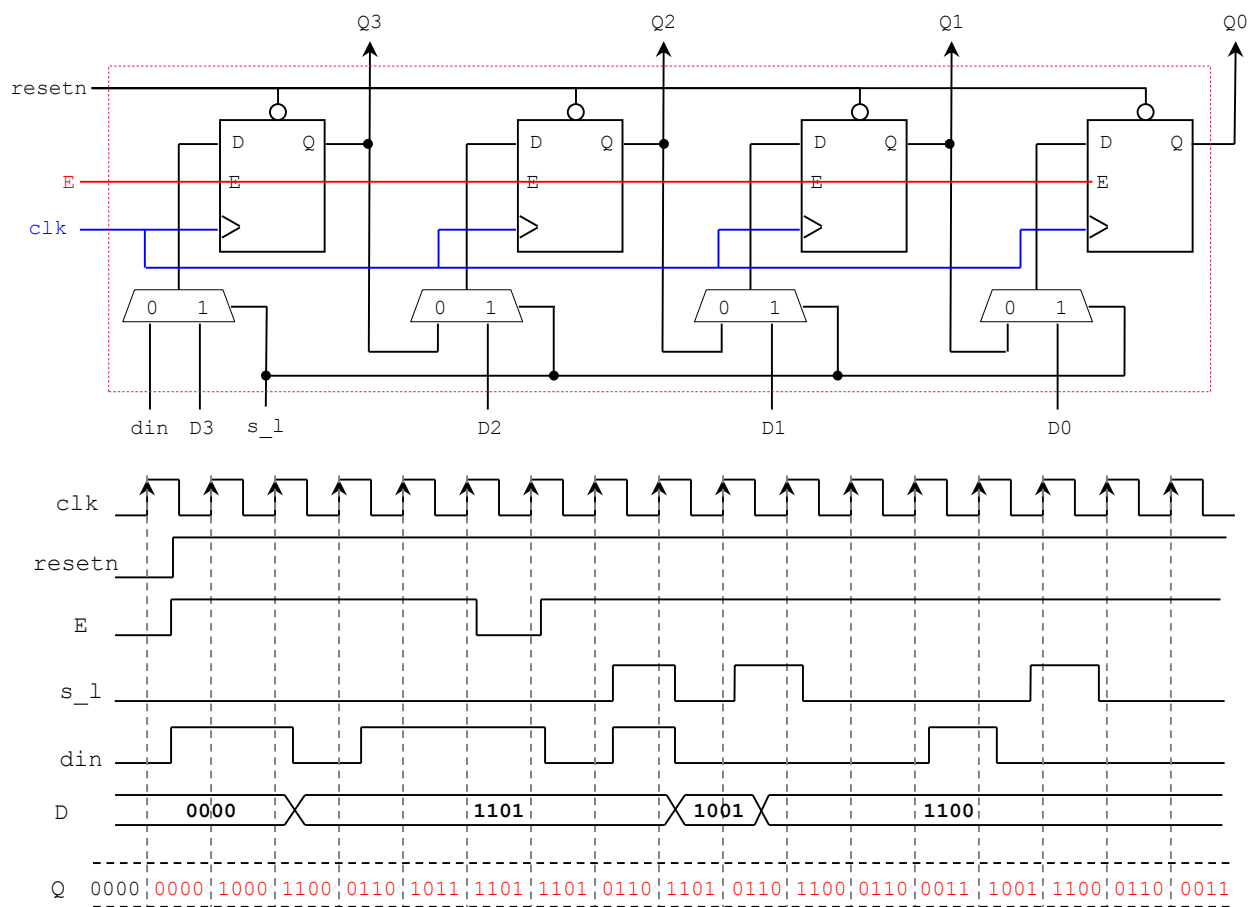 Q3 Q2 Q1 Q0
resetn
D Q D Q D Q D Q
E E E E E
clk
0 1 0 1 0 1 0 1
din D3 s_l D2 D1 D0
clk
resetn
E
s_l
din
D 0000 1101 1001 1100
Q 0000 0000 1000 1100 0110 1011 1101 1101 0110 1101 0110 1100 0110 0011 1001 1100 0110 0011